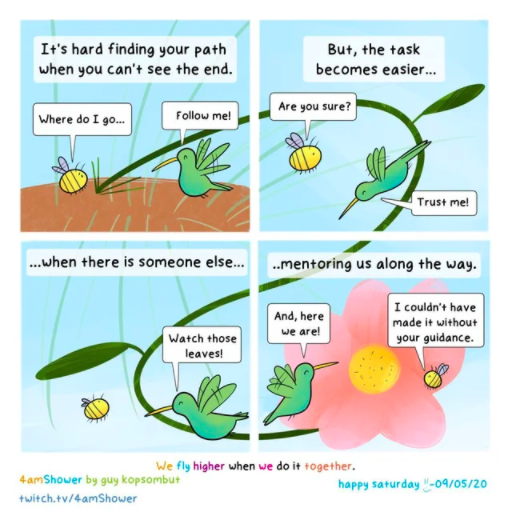 It's hard finding your path
when you can't see the end.
Where do I go...
Follow me!
But, the task
becomes easier...
Are you sure?
Trust me!
...when there is someone else...
Watch those
leaves!
..mentoring us along the way.
And, here
we are!
I couldn't have
made it without
your guidance.
We fly higher when we do it together.
4amShower by guy kopsombut
happy saturday :)-09/05/20
twitch.tv/4amShower